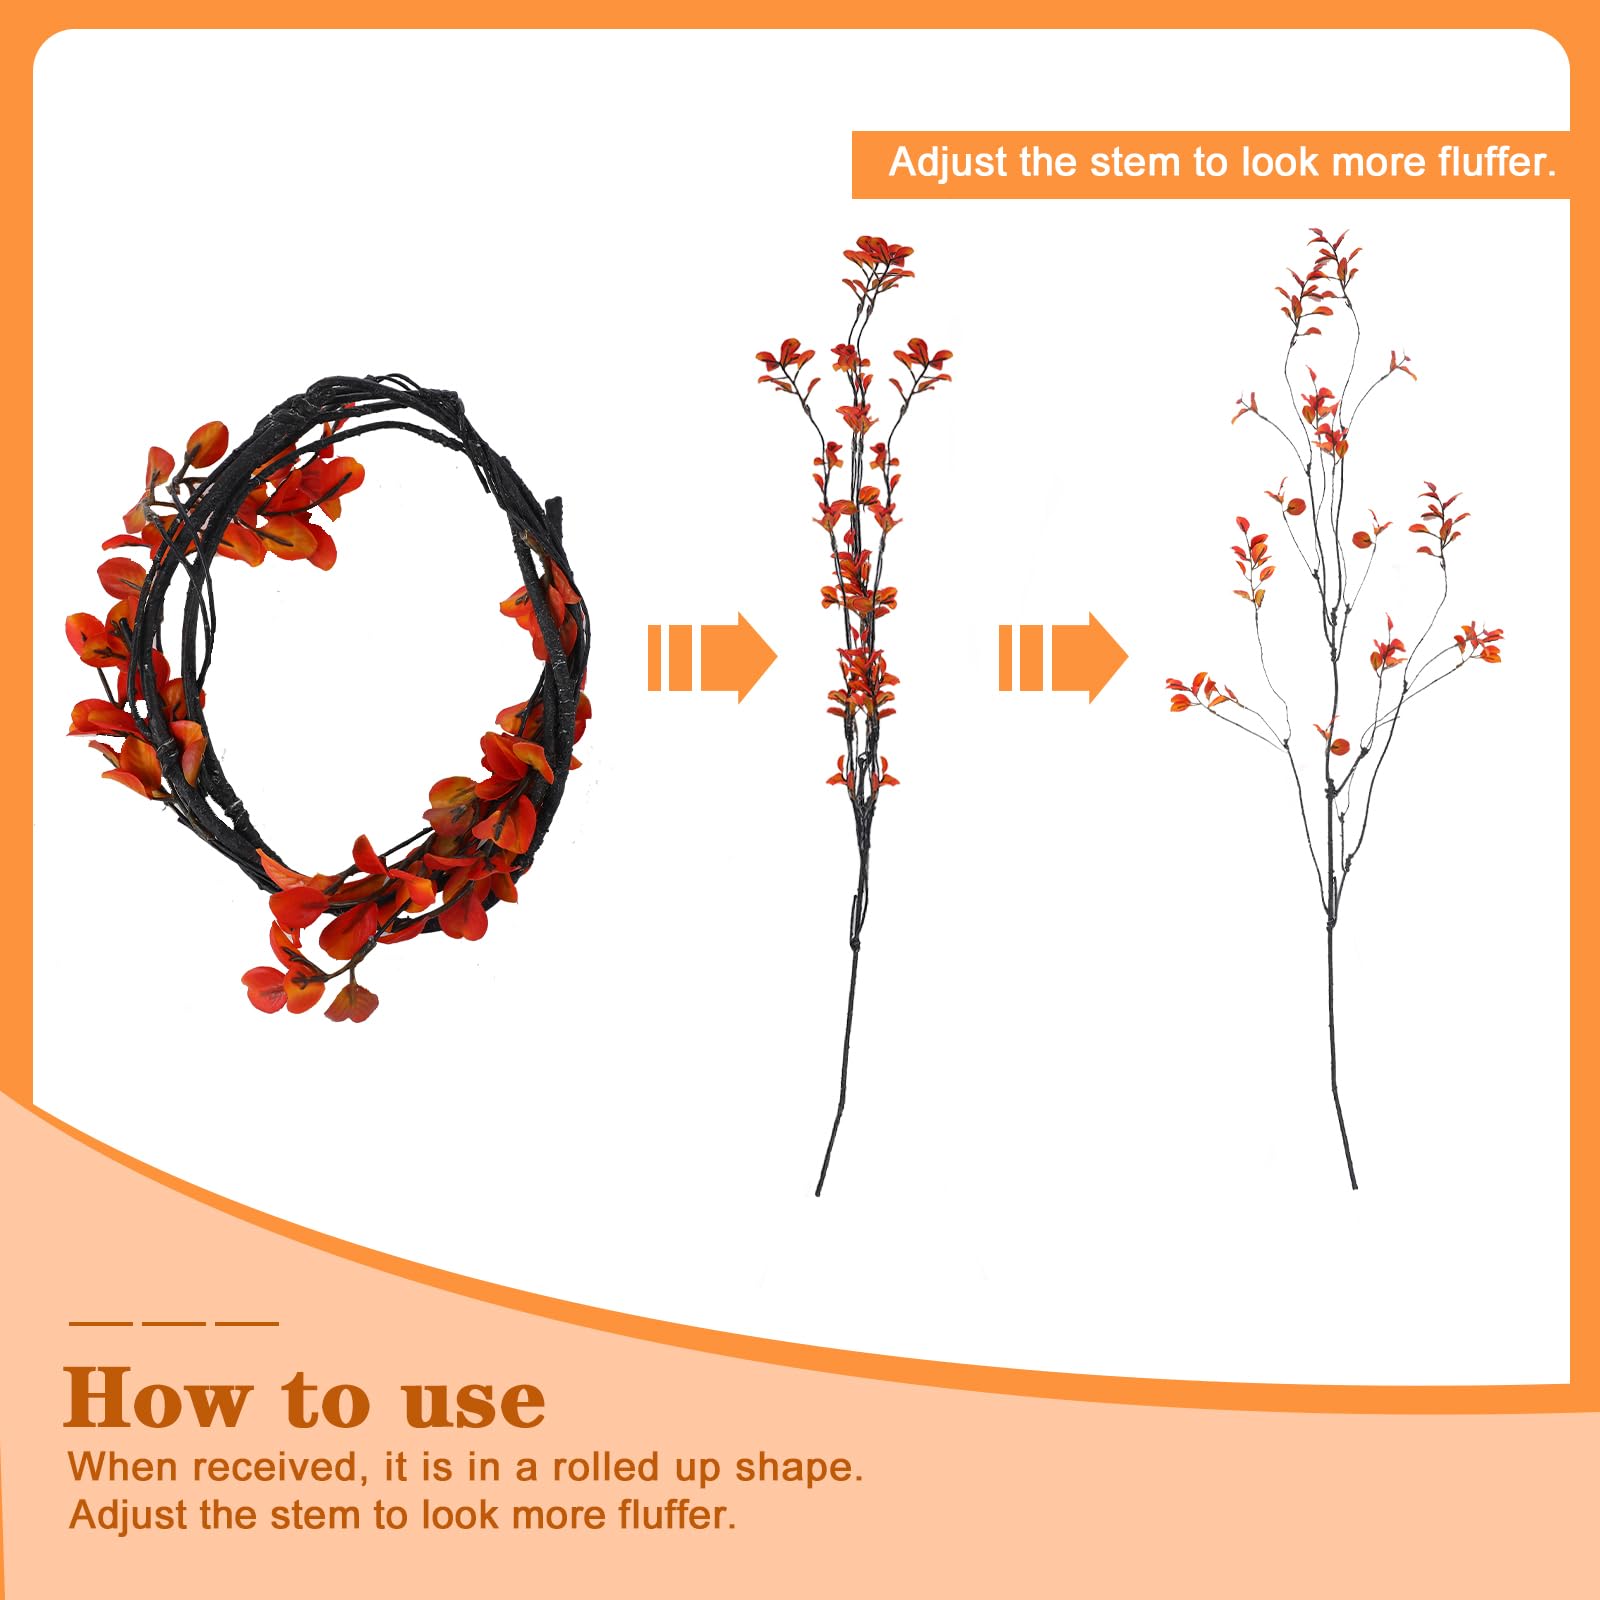 Adjust the stem to look more fluffer.
How to use
When received, it is in a rolled up shape.
Adjust the stem to look more fluffer.